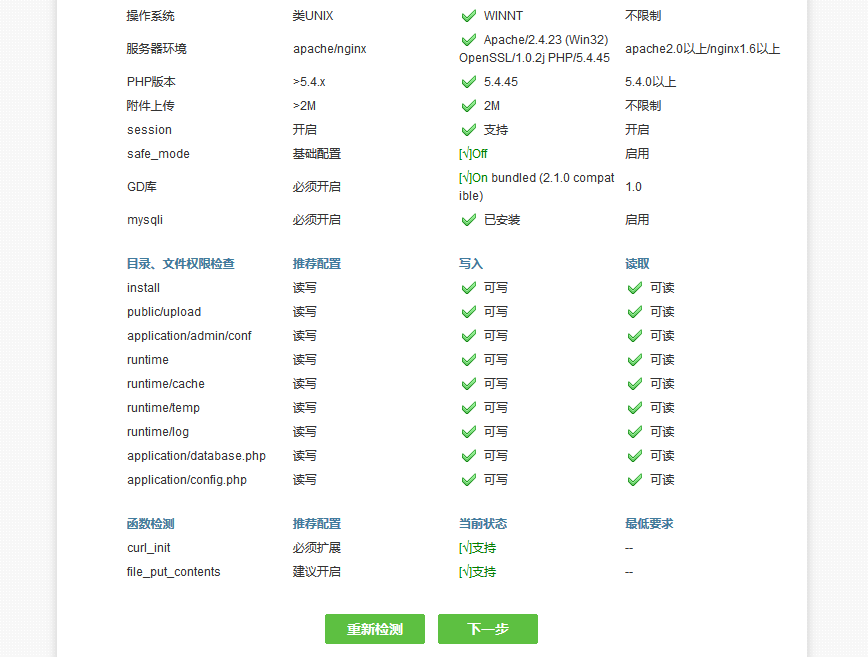 操作系统 类UNIX WINNT 不限制
服务器环境 apache/nginx Apache/2.4.23 (Win32) OpenSSL/1.0.2j PHP/5.4.45 apache2.0以上/nginx1.6以上
PHP版本 >5.4.x 5.4.45 5.4.0以上
附件上传 >2M 2M 不限制
session 开启 支持 开启
safe_mode 基础配置 [√]Off 启用
GD库 必须开启 [√]On bundled (2.1.0 compatible) 1.0
mysqli 必须开启 已安装 启用
目录、文件权限检查 推荐配置 写入 读取
install 读写 可写 可读
public/upload 读写 可写 可读
application/admin/conf 读写 可写 可读
runtime 读写 可写 可读
runtime/cache 读写 可写 可读
runtime/temp 读写 可写 可读
runtime/log 读写 可写 可读
application/database.php 读写 可写 可读
application/config.php 读写 可写 可读
函数检测 推荐配置 当前状态 最低要求
curl_init 必须扩展 [√]支持 --
file_put_contents 建议开启 [√]支持 --
重新检测 下一步